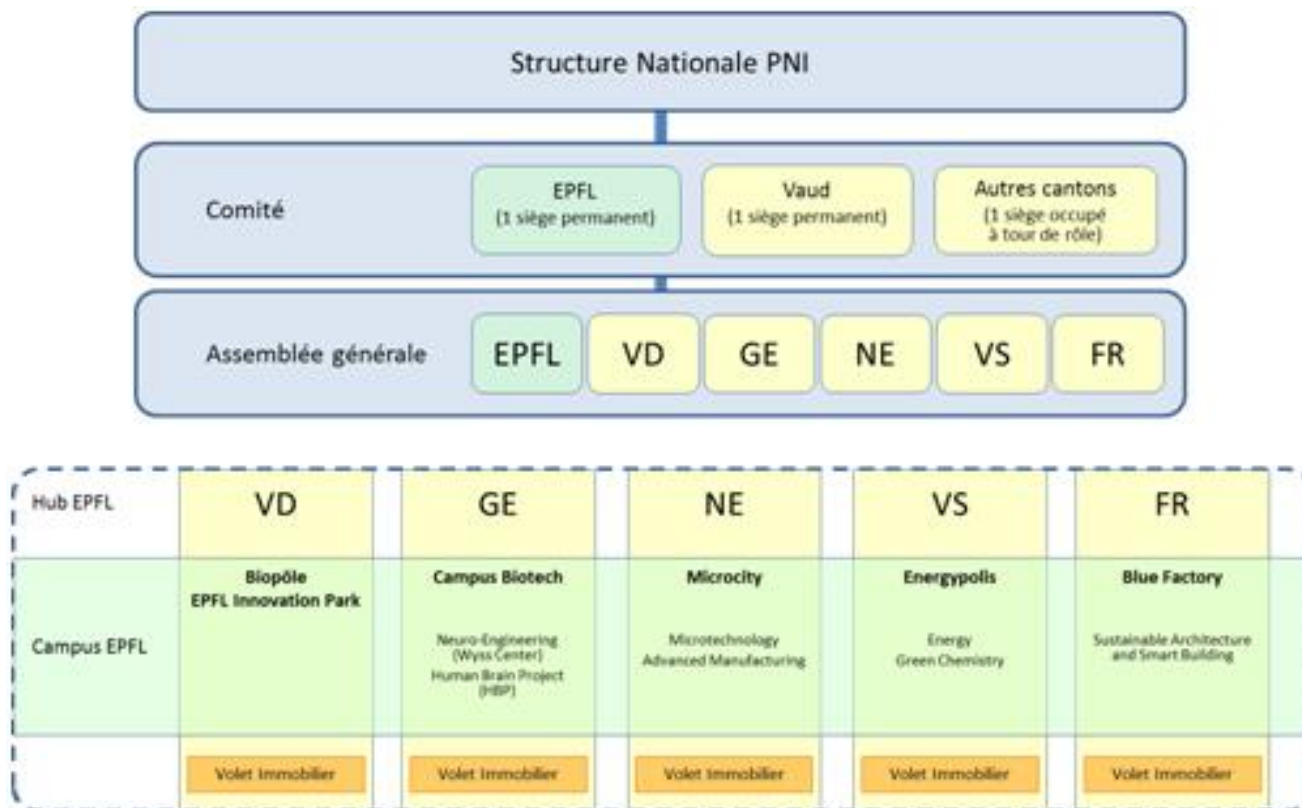 Structure Nationale PNI
Comité
EPFL
(1 siège permanent)
Vaud
(1 siège permanent)
Autres cantons
(1 siège occupé
à tour de rôle)
Assemblée générale
EPFL
VD
GE
NE
VS
FR
Hub EPFL
VD
GE
NE
VS
FR
Campus EPFL
Biopôle
EPFL Innovation Park
Campus Biotech
Neuro-Engineering
(Wyss Center)
Human Brain Project
(HBP)
Microcity
Microtechnology
Advanced Manufacturing
Energypolis
Energy
Green Chemistry
Blue Factory
Sustainable Architecture
and Smart Building
Volet Immobilier
Volet Immobilier
Volet Immobilier
Volet Immobilier
Volet Immobilier